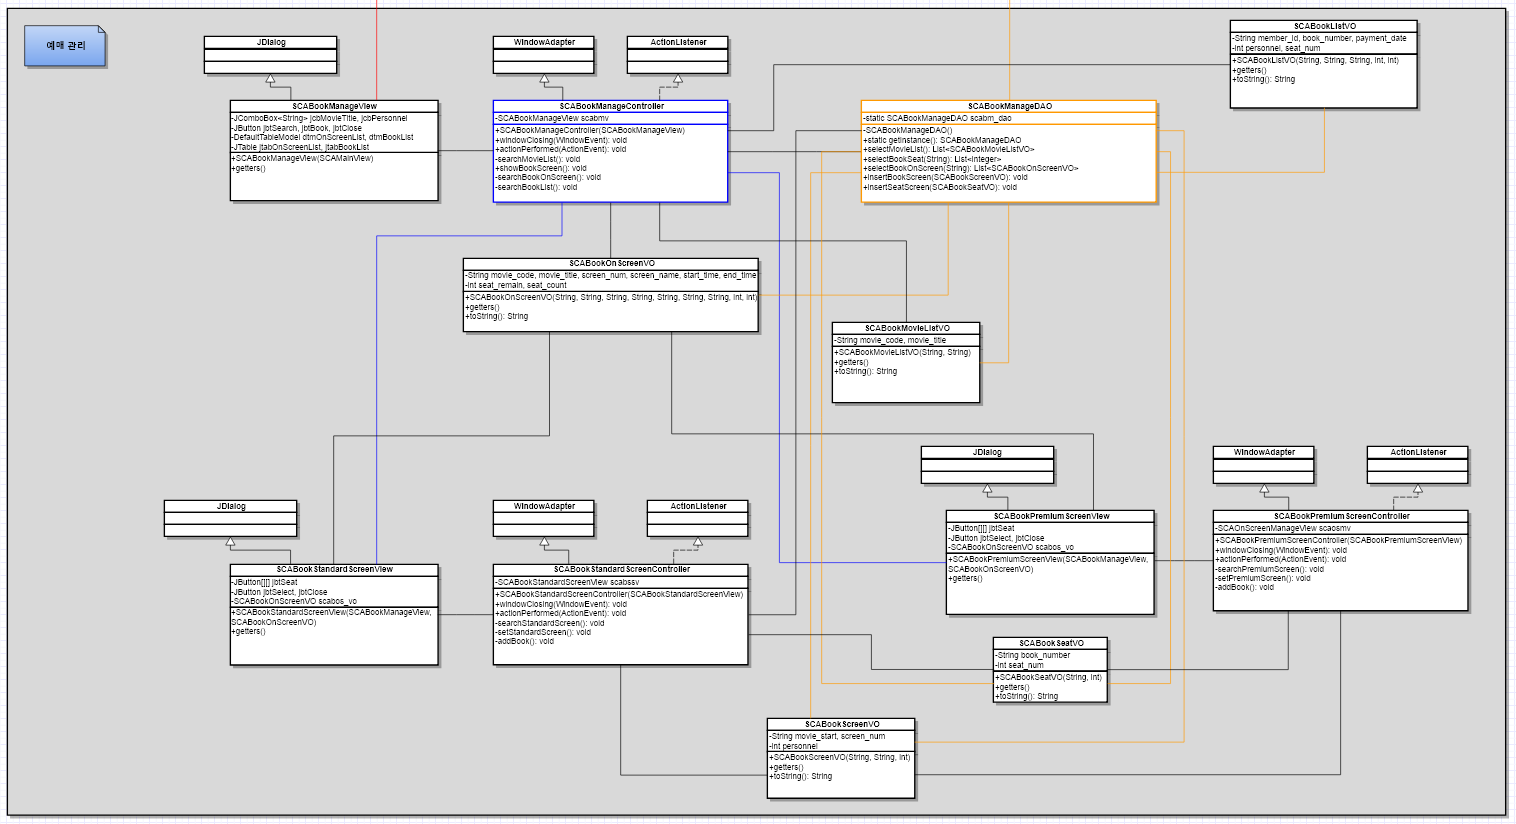 예매 관리
JDialog
WindowAdapter
ActionListener
SCABookListVO
-String member_id, book_number, payment_date
-int personnel, seat_num
+SCABookListVO(String, String, String, int, int)
+getters()
+toString(): String
SCABookManageView
-JComboBox<String> jcbMovieTitle, jcbPersonnel
-JButton jbtSearch, jbtBook, jbtClose
-DefaultTableModel dtmOnScreenList, dtmBookList
-JTable jtabOnScreenList, jtabBookList
+SCABookManageView(SCAMainView)
+getters()
SCABookManageController
-SCABookManageView scabmv
+SCABookManageController(SCABookManageView)
+windowClosing(WindowEvent): void
+actionPerformed(ActionEvent): void
-searchMovieList(): void
+showBookScreen(): void
-searchBookOnScreen(): void
-searchBookList(): void
SCABookManageDAO
-static SCABookManageDAO scabm_dao
-SCABookManageDAO()
+static getInstance(): SCABookManageDAO
+selectMovieList(): List<SCABookMovieListVO>
+selectBookSeat(String): List<Integer>
+selectBookOnScreen(String): List<SCABookOnScreenVO>
+insertBookScreen(SCABookScreenVO): void
+insertSeatScreen(SCABookSeatVO): void
SCABookOnScreenVO
-String movie_code, movie_title, screen_num, screen_name, start_time, end_time
-int seat_remain, seat_count
+SCABookOnScreenVO(String, String, String, String, String, String, int, int)
+getters()
+toString(): String
SCABookMovieListVO
-String movie_code, movie_title
+SCABookMovieListVO(String, String)
+getters()
+toString(): String
JDialog
WindowAdapter
ActionListener
SCABookPremiumScreenView
-JButton[][] jbtSeat
-JButton jbtSelect, jbtClose
-SCABookOnScreenVO scabos_vo
+SCABookPremiumScreenView(SCABookManageView,
SCABookOnScreenVO)
+getters()
SCABookPremiumScreenController
-SCAOnScreenManageView scaosmv
+SCABookPremiumScreenController(SCABookPremiumScreenView)
+windowClosing(WindowEvent): void
+actionPerformed(ActionEvent): void
-searchPremiumScreen(): void
-setPremiumScreen(): void
-addBook(): void
JDialog
WindowAdapter
ActionListener
SCABookStandardScreenView
-JButton[][] jbtSeat
-JButton jbtSelect, jbtClose
-SCABookOnScreenVO scabos_vo
+SCABookStandardScreenView(SCABookManageView,
SCABookOnScreenVO)
+getters()
SCABookStandardScreenController
-SCABookStandardScreenView scabssv
+SCABookStandardScreenController(SCABookStandardScreenView)
+windowClosing(WindowEvent): void
+actionPerformed(ActionEvent): void
-searchStandardScreen(): void
-setStandardScreen(): void
-addBook(): void
SCABookSeatVO
-String book_number
-int seat_num
+SCABookSeatVO(String, int)
+getters()
+toString(): String
SCABookScreenVO
-String movie_start, screen_num
-int personnel
+SCABookScreenVO(String, String, int)
+getters()
+toString(): String